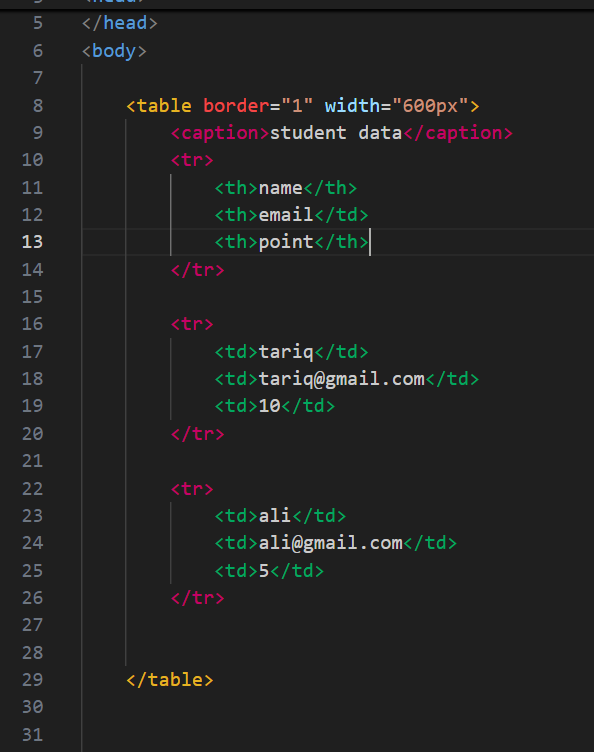 5 </head>
6 <body>
7
8 <table border="1" width="600px">
9 <caption>student data</caption>
10 <tr>
11 <th>name</th>
12 <th>email</td>
13 <th>point</th>
14 </tr>
15
16 <tr>
17 <td>tariq</td>
18 <td>tariq@gmail.com</td>
19 <td>10</td>
20 </tr>
21
22 <tr>
23 <td>ali</td>
24 <td>ali@gmail.com</td>
25 <td>5</td>
26 </tr>
27
28
29 </table>
30
31